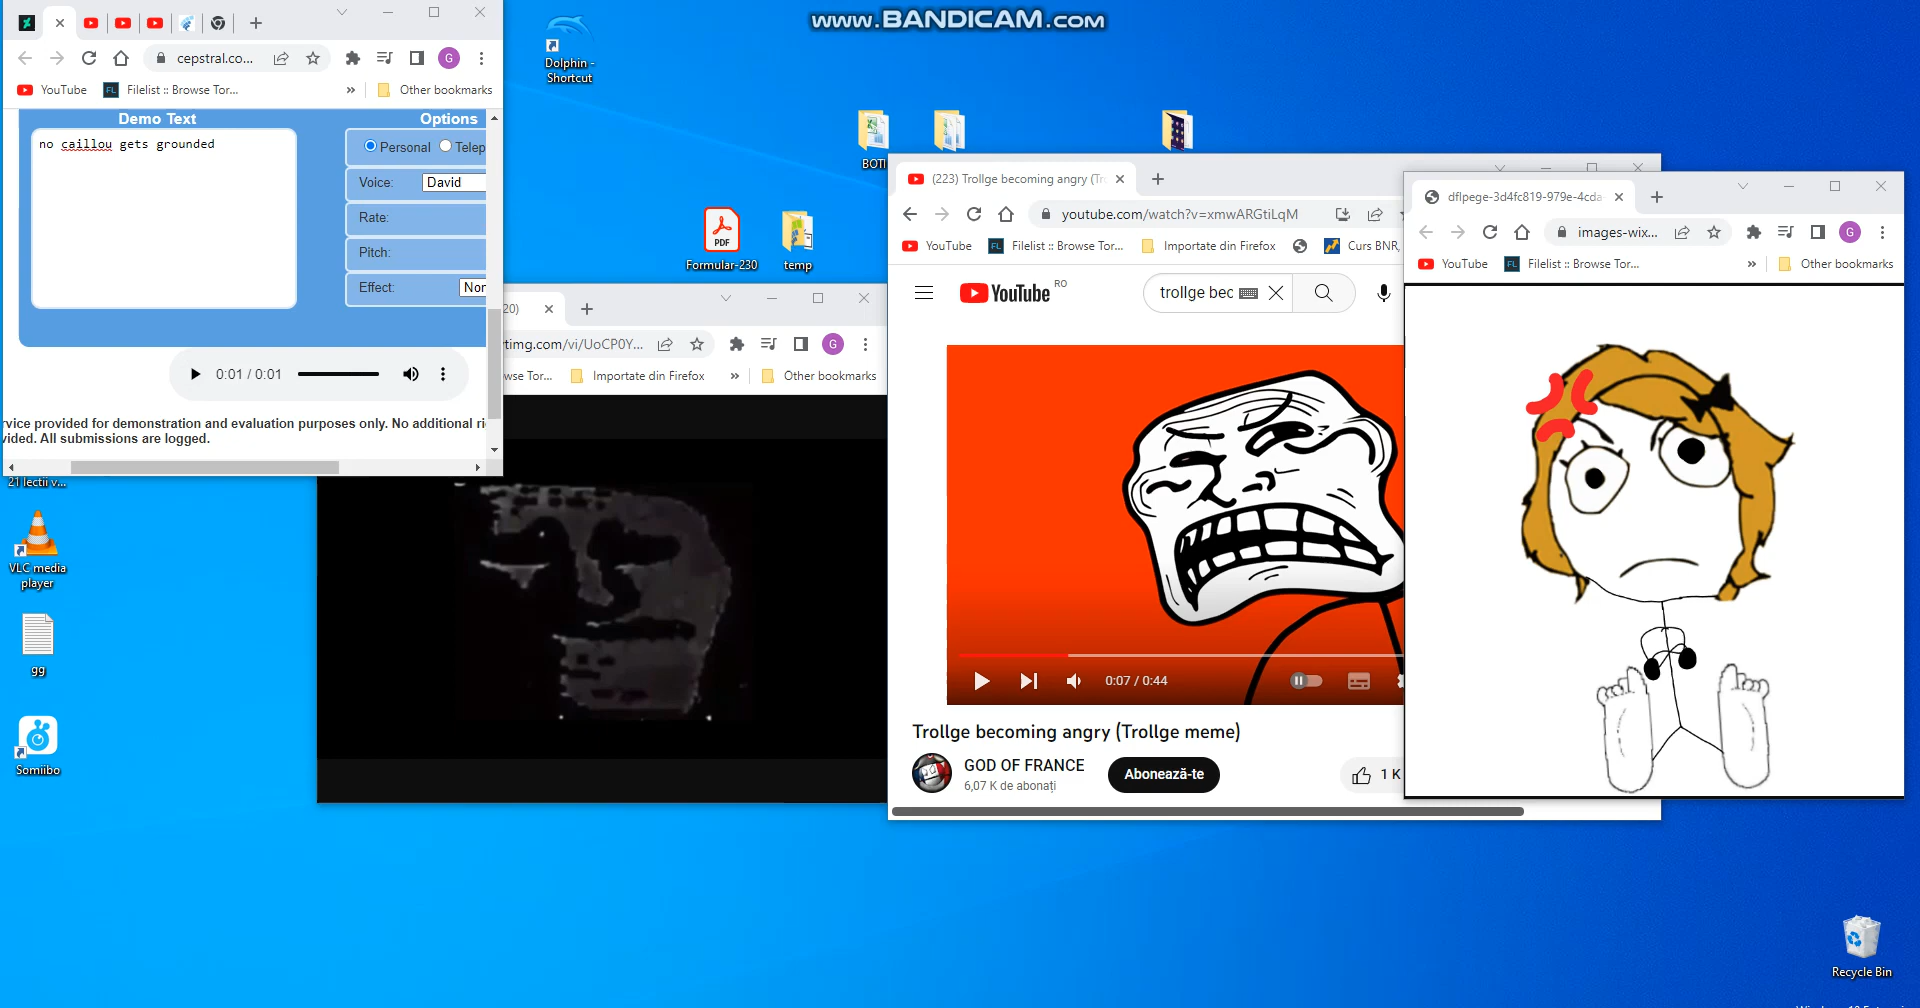 WWW.BANDICAM.COM
cepstral.co...
YouTube
Filelist :: Browse Tor...
»
Other bookmarks
G
Demo Text
Options
no caillou gets grounded
Personal
Telep
Voice:
David
Rate:
Pitch:
Effect:
Nor
0:01 / 0:01
rvice provided for demonstration and evaluation purposes only. No additional ri
vided. All submissions are logged.
Dolphin -
Shortcut
BOTI
PDF
Formular-230
temp
21 lectii v...
VLC media
player
gg
Somiibo
20)
ytimg.com/vi/UoCP0Y...
G
wse Tor...
Importate din Firefox
»
Other bookmarks
(223) Trollge becoming angry (Tr
youtube.com/watch?v=xmwARGtiLqM
YouTube
FL
Filelist :: Browse Tor...
Importate din Firefox
Curs BNR,
YouTube
RO
trollge bec
0:07 / 0:44
Trollge becoming angry (Trollge meme)
GOD OF FRANCE
6,07 K de abonați
Abonează-te
1 K
dflpege-3d4fc819-979e-4cda-
images-wix...
G
YouTube
FL
Filelist :: Browse Tor...
»
Other bookmarks
Recycle Bin